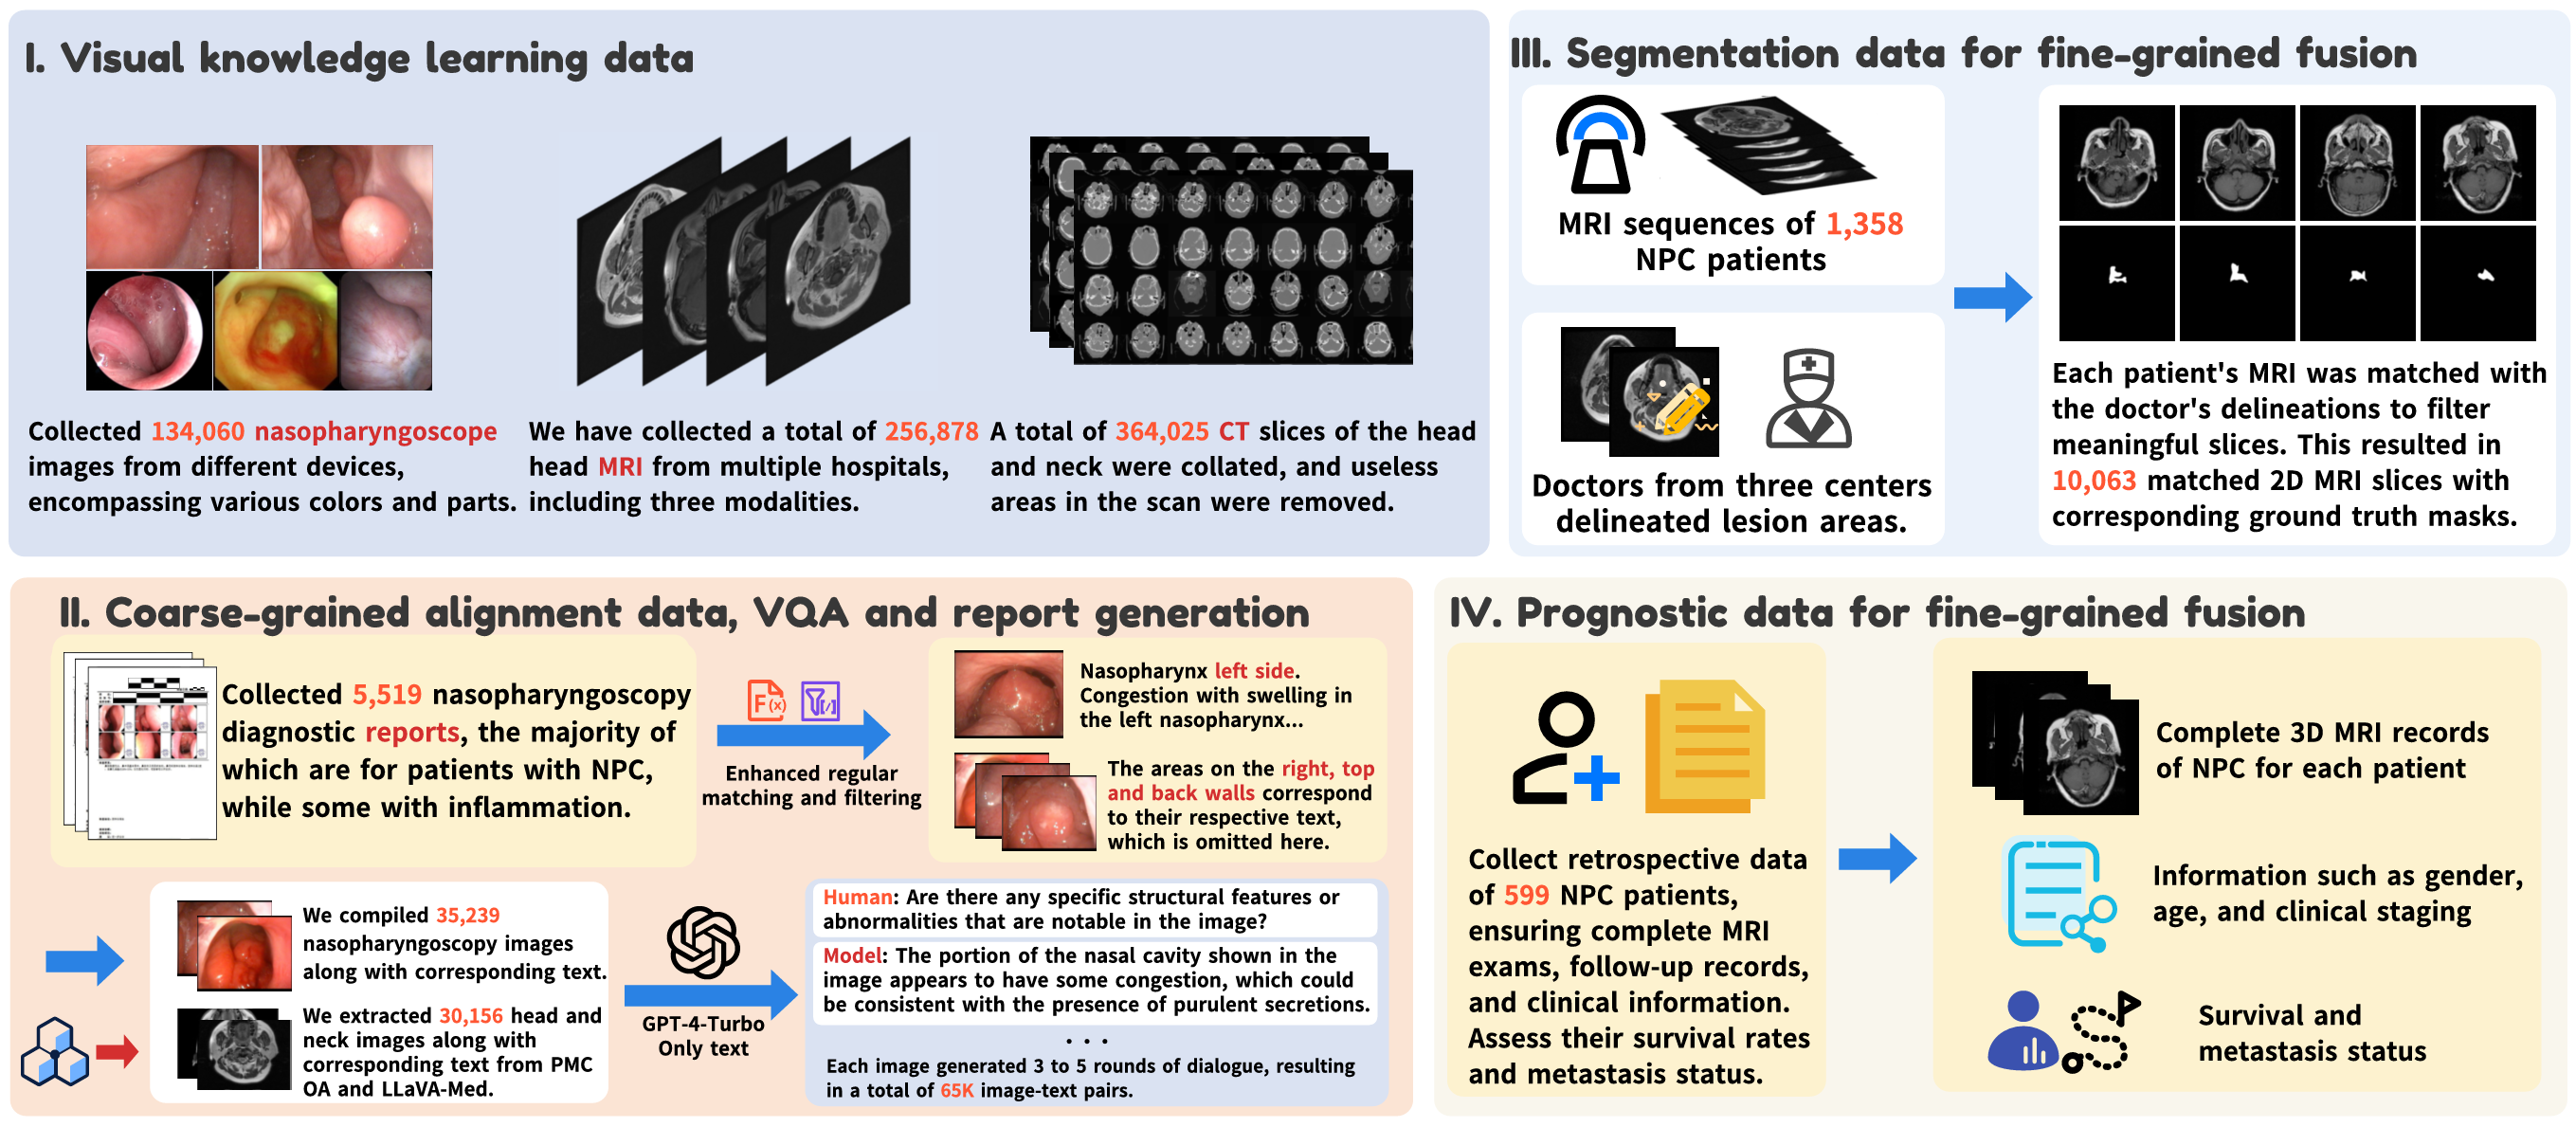 I. Visual knowledge learning data
Collected 134,060 nasopharyngoscope
images from different devices,
encompassing various colors and parts.
We have collected a total of 256,878
head MRI from multiple hospitals,
including three modalities.
A total of 364,025 CT slices of the head
and neck were collated, and useless
areas in the scan were removed.
III. Segmentation data for fine-grained fusion
MRI sequences of 1,358
NPC patients
Doctors from three centers
delineated lesion areas.
Each patient's MRI was matched with
the doctor's delineations to filter
meaningful slices. This resulted in
10,063 matched 2D MRI slices with
corresponding ground truth masks.
II. Coarse-grained alignment data, VQA and report generation
Collected 5,519 nasopharyngoscopy
diagnostic reports, the majority of
which are for patients with NPC,
while some with inflammation.
F(x)
Enhanced regular
matching and filtering
Nasopharynx left side.
Congestion with swelling in
the left nasopharynx...
The areas on the right, top
and back walls correspond
to their respective text,
which is omitted here.
We compiled 35,239
nasopharyngoscopy images
along with corresponding text.
We extracted 30,156 head and
neck images along with
corresponding text from PMC
OA and LLaVA-Med.
GPT-4-Turbo
Only text
Human: Are there any specific structural features or
abnormalities that are notable in the image?
Model: The portion of the nasal cavity shown in the
image appears to have some congestion, which could
be consistent with the presence of purulent secretions.
. . .
Each image generated 3 to 5 rounds of dialogue, resulting
in a total of 65K image-text pairs.
IV. Prognostic data for fine-grained fusion
Collect retrospective data
of 599 NPC patients,
ensuring complete MRI
exams, follow-up records,
and clinical information.
Assess their survival rates
and metastasis status.
Complete 3D MRI records
of NPC for each patient
Information such as gender,
age, and clinical staging
Survival and
metastasis status